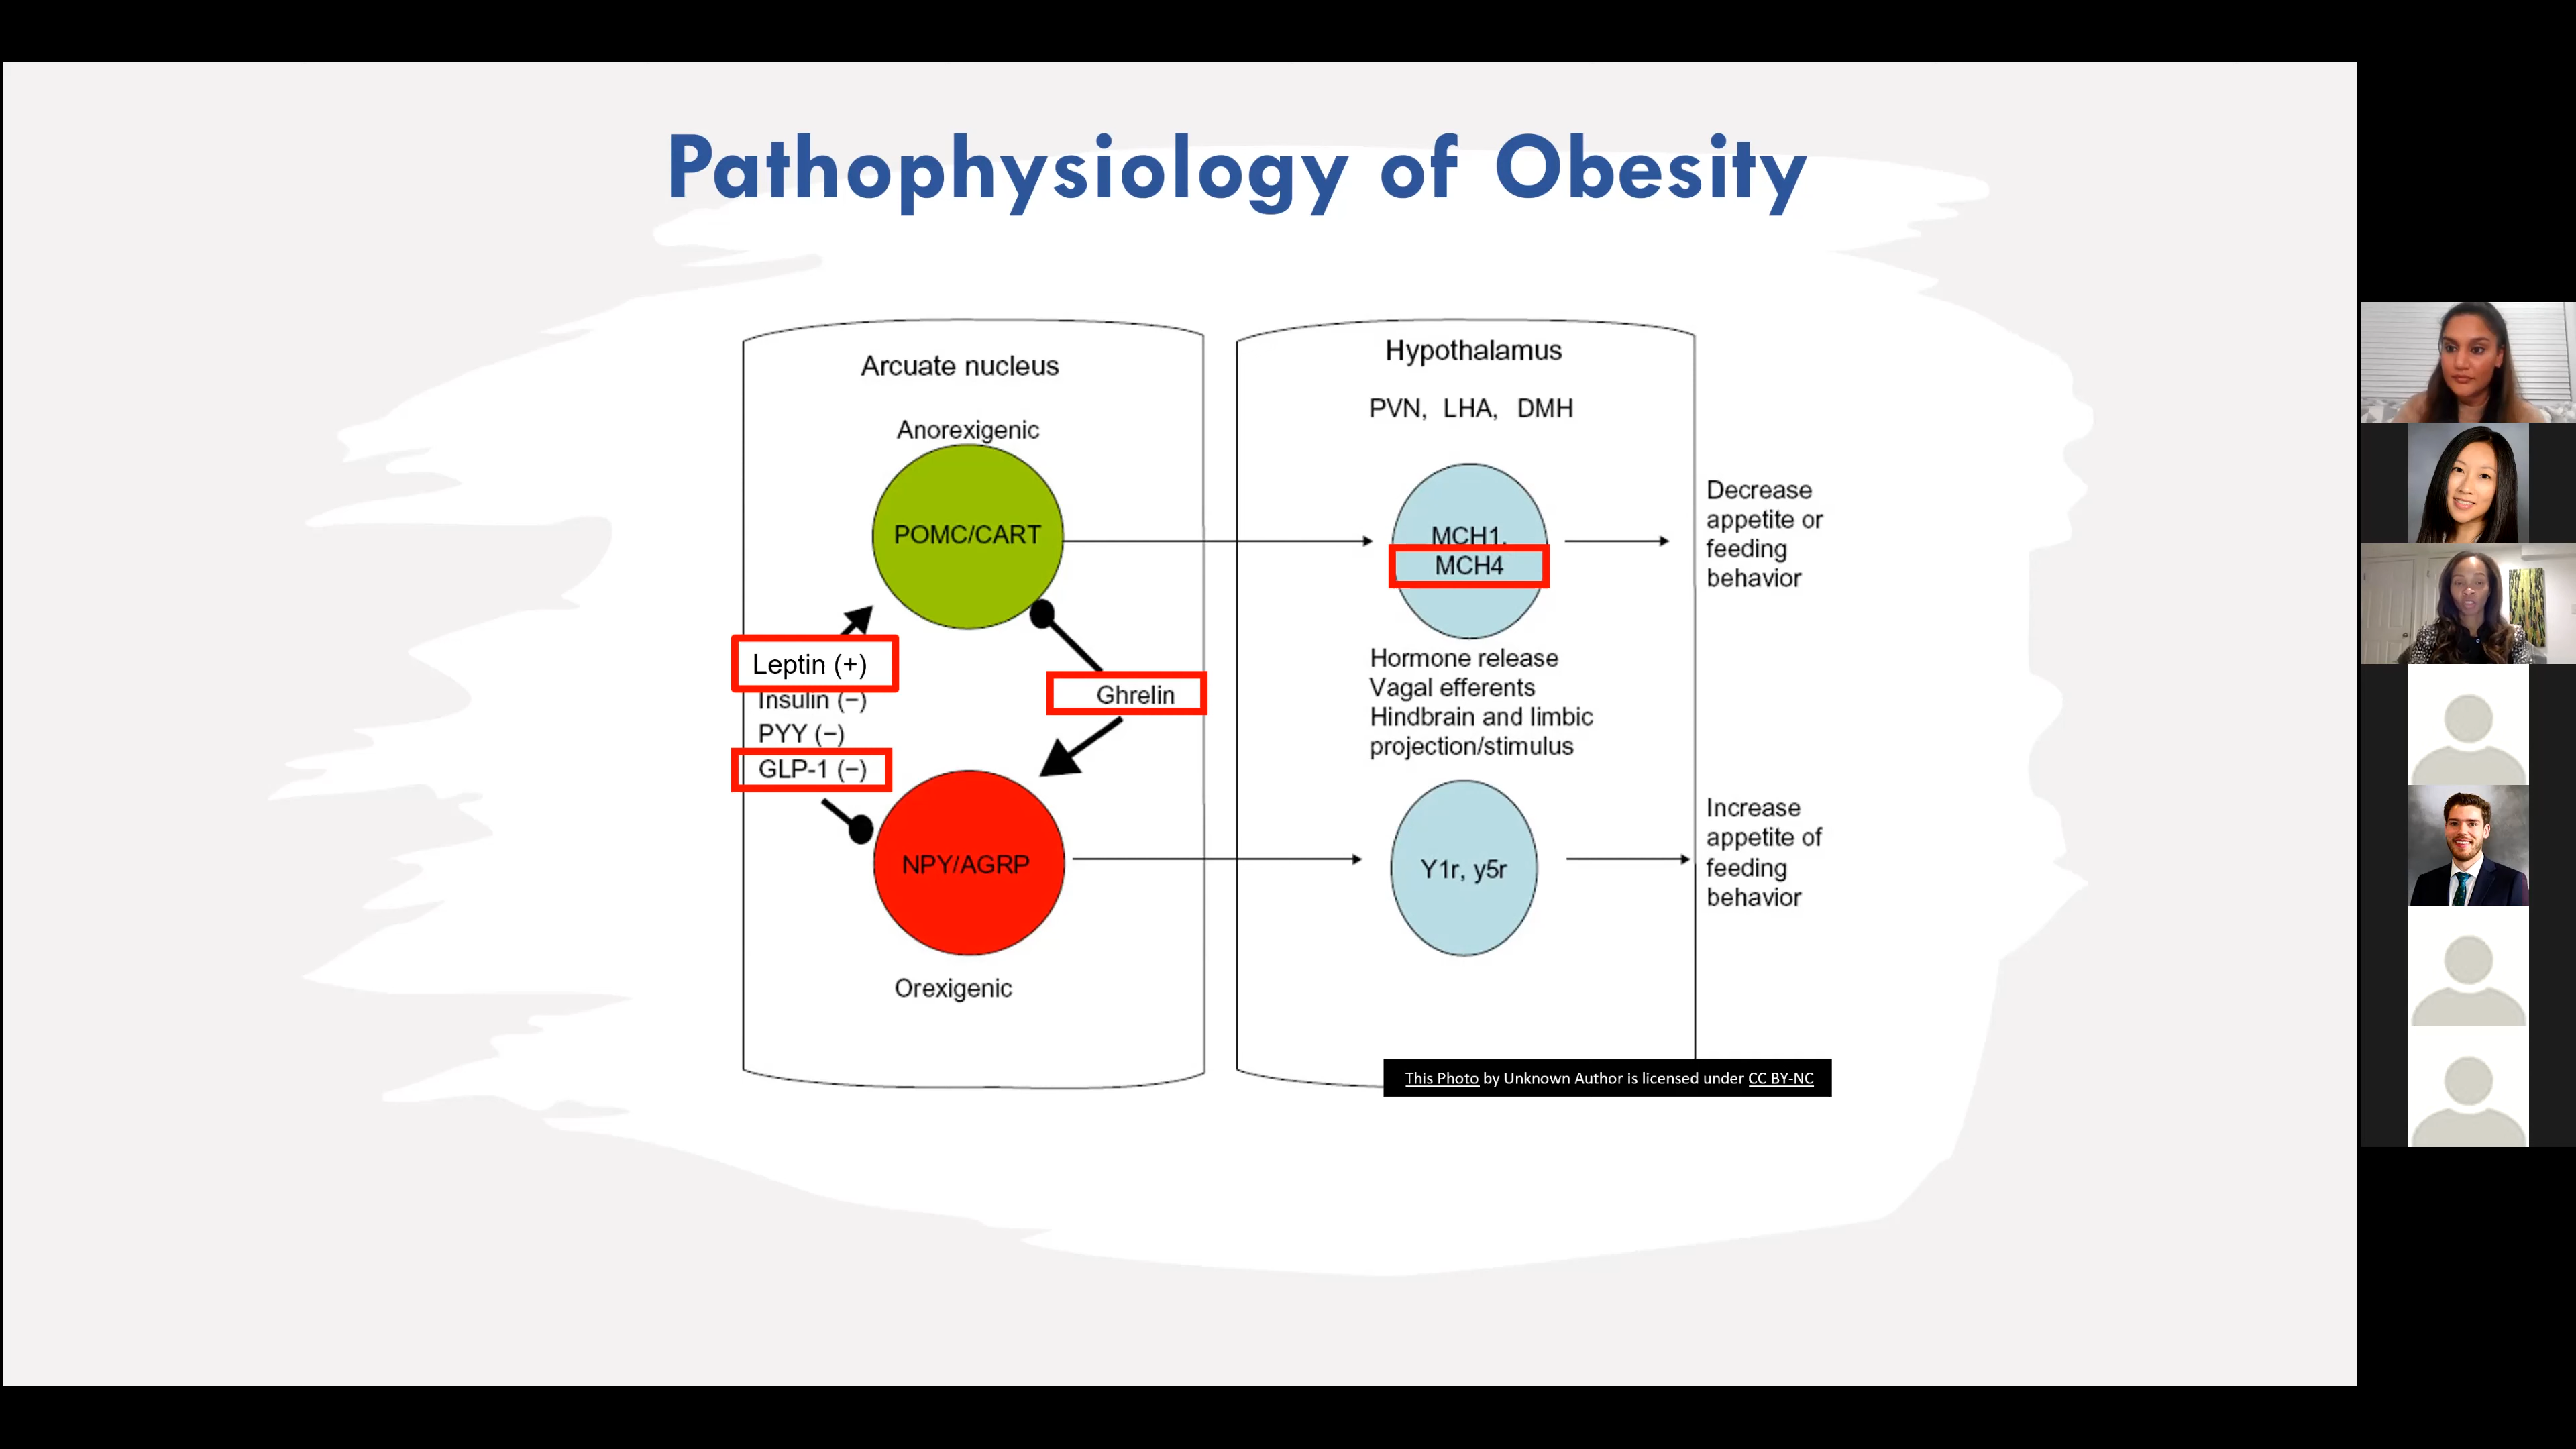 Pathophysiology of Obesity
Arcuate nucleus
Anorexigenic
POMC/CART
Leptin (+)
Insulin (−)
PYY (−)
GLP-1 (−)
Ghrelin
NPY/AGRP
Orexigenic
Hypothalamus
PVN, LHA, DMH
MCH1,
MCH4
Hormone release
Vagal efferents
Hindbrain and limbic
projection/stimulus
Y1r, y5r
Decrease
appetite or
feeding
behavior
Increase
appetite of
feeding
behavior
This Photo by Unknown Author is licensed under CC BY-NC